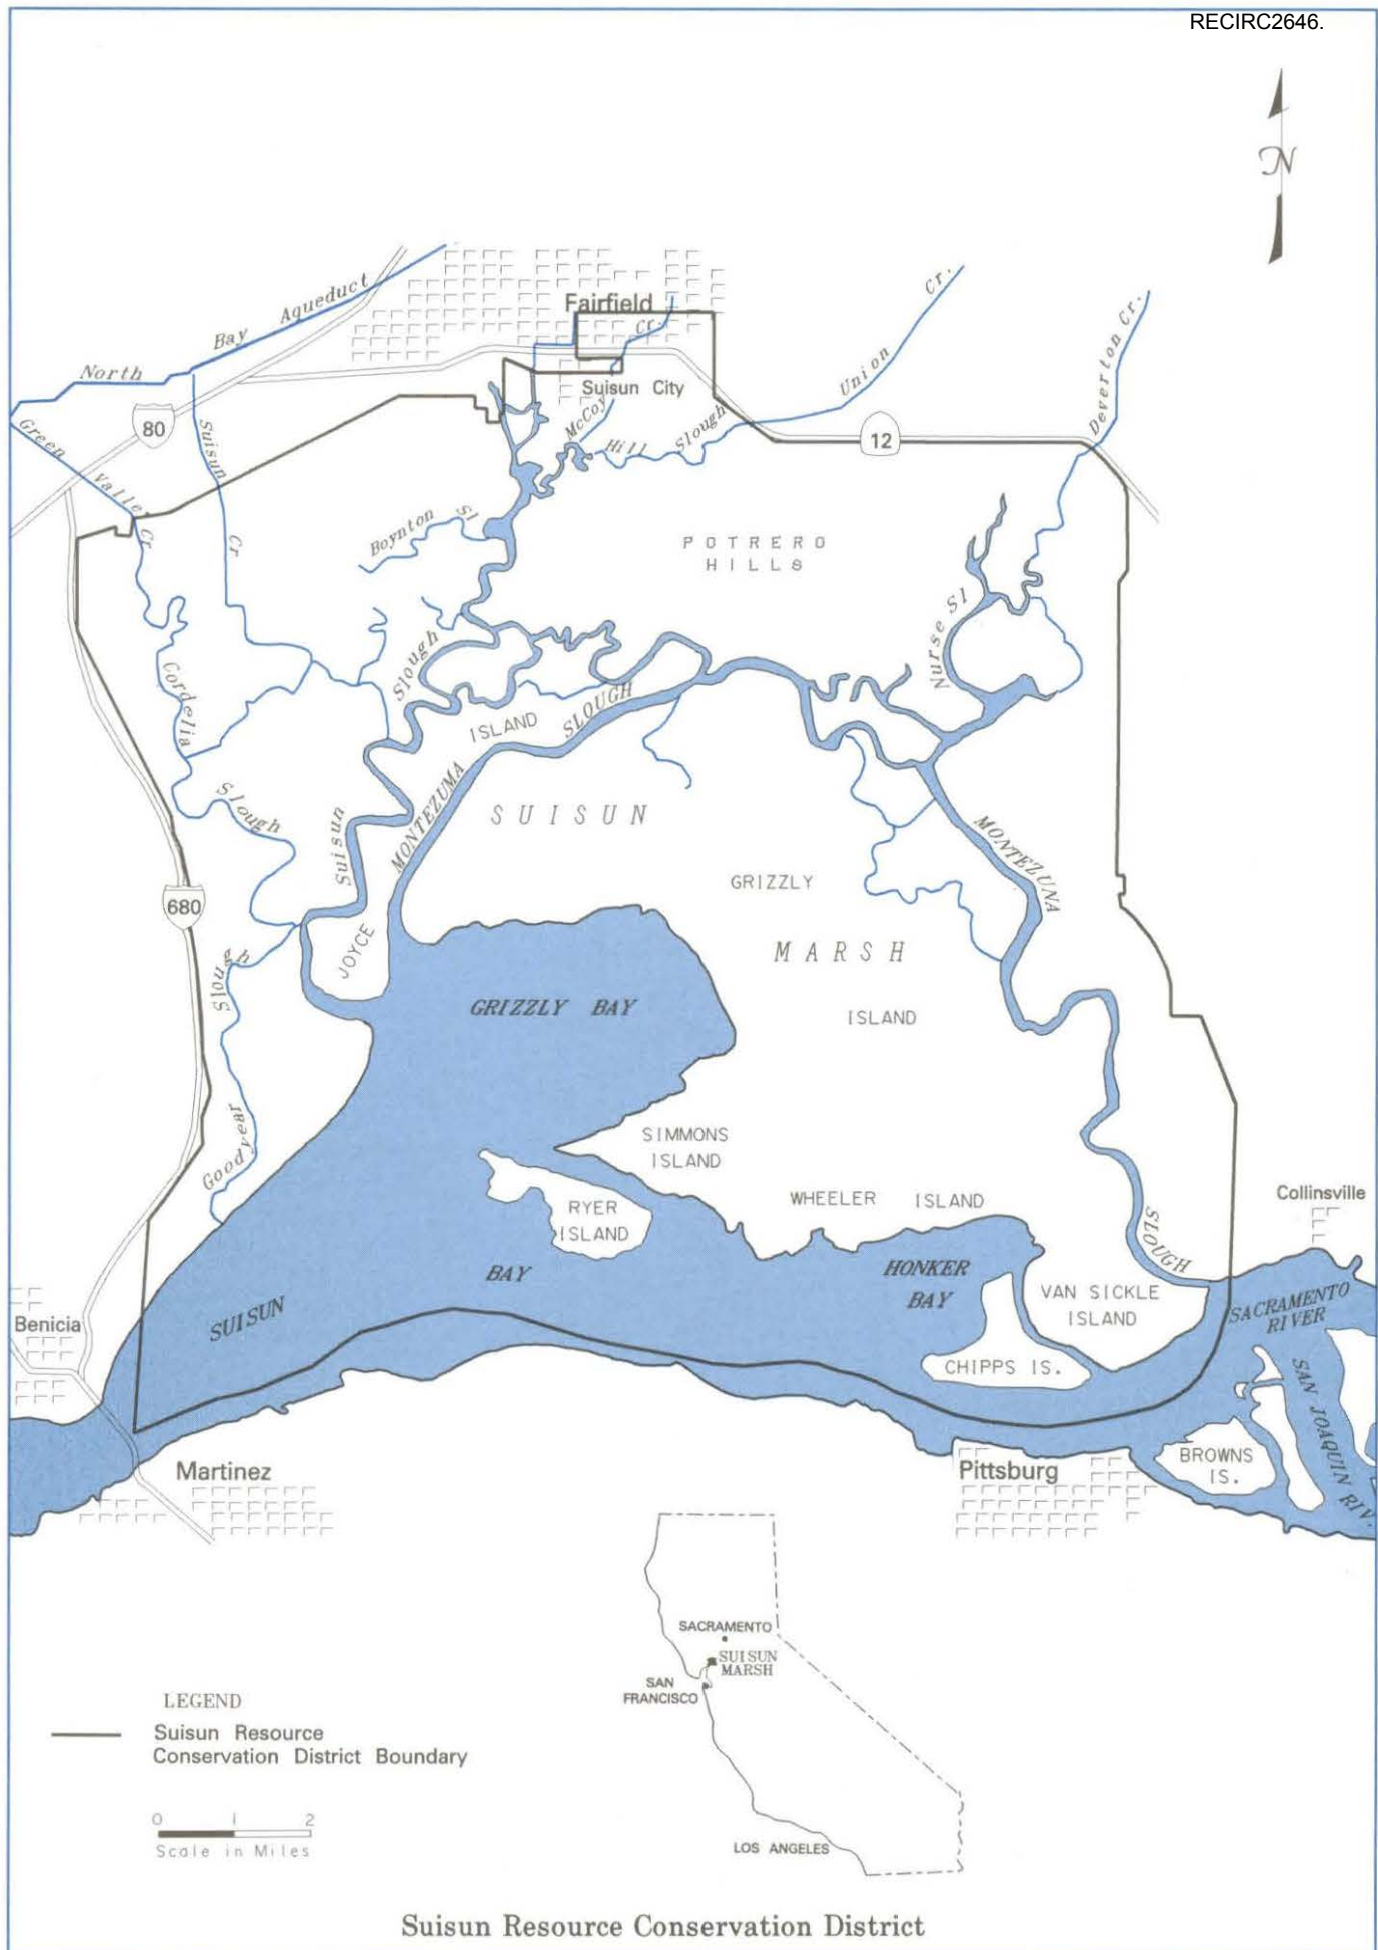 RECIRC2646.
N
North Bay Aqueduct
Fairfield
Cr.
Union Cr.
Deverton Cr.
Suisun City
80
12
Green Valley Cr
Suisun Cr
McCoy
Hill Slough
Boynton Sl
POTRERO
HILLS
Nurse Sl
Cordelia Slough
Suisun Slough
ISLAND
MONTEZUMA SLOUGH
SUISUN
MONTEZUNA
GRIZZLY
680
JOYCE
MARSH
Slough
GRIZZLY BAY
ISLAND
Goodyear
SIMMONS
ISLAND
Collinsville
WHEELER ISLAND
RYER
ISLAND
SLOUGH
BAY
HONKER
BAY
VAN SICKLE
ISLAND
SACRAMENTO
RIVER
SUISUN
Benicia
CHIPPS IS.
SAN JOAQUIN RIV.
BROWNS
IS.
Martinez
Pittsburg
SACRAMENTO
SUISUN
MARSH
SAN
FRANCISCO
LOS ANGELES
LEGEND
Suisun Resource
Conservation District Boundary
0 1 2
Scale in Miles
Suisun Resource Conservation District